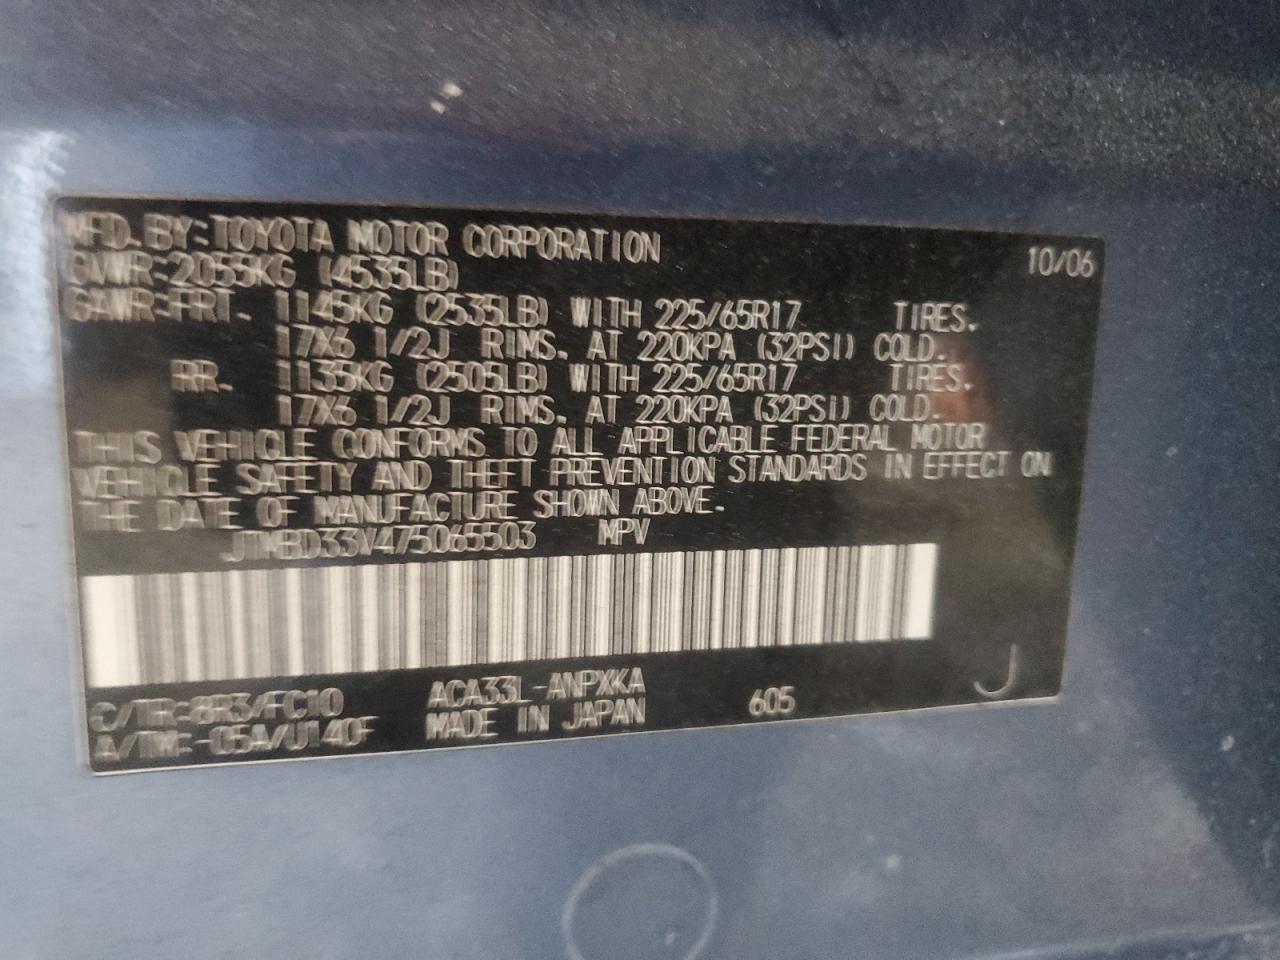 MFD. BY: TOYOTA MOTOR CORPORATION 10/06
GVWR: 2055KG (4535LB)
GAWR: FRT. 1145KG (2535LB) WITH 225/65R17 TIRES.
17X6 1/2J RIMS. AT 220KPA (32PSI) COLD.
RR. 1135KG (2505LB) WITH 225/65R17 TIRES.
17X6 1/2J RIMS. AT 220KPA (32PSI) COLD.
THIS VEHICLE CONFORMS TO ALL APPLICABLE FEDERAL MOTOR
VEHICLE SAFETY AND THEFT PREVENTION STANDARDS IN EFFECT ON
THE DATE OF MANUFACTURE SHOWN ABOVE.
JTMBD33V475065503 MPV
C/TR: 8R3/FC10 ACA33L-ANPXKA 605 J
A/TM: -05A/U140F MADE IN JAPAN